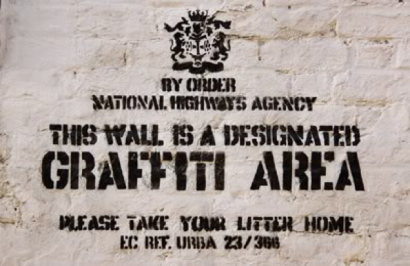 BY ORDER
NATIONAL HIGHWAYS AGENCY
THIS WALL IS A DESIGNATED
GRAFFITI AREA
PLEASE TAKE YOUR LITTER HOME
EC REF. URBA 23/366